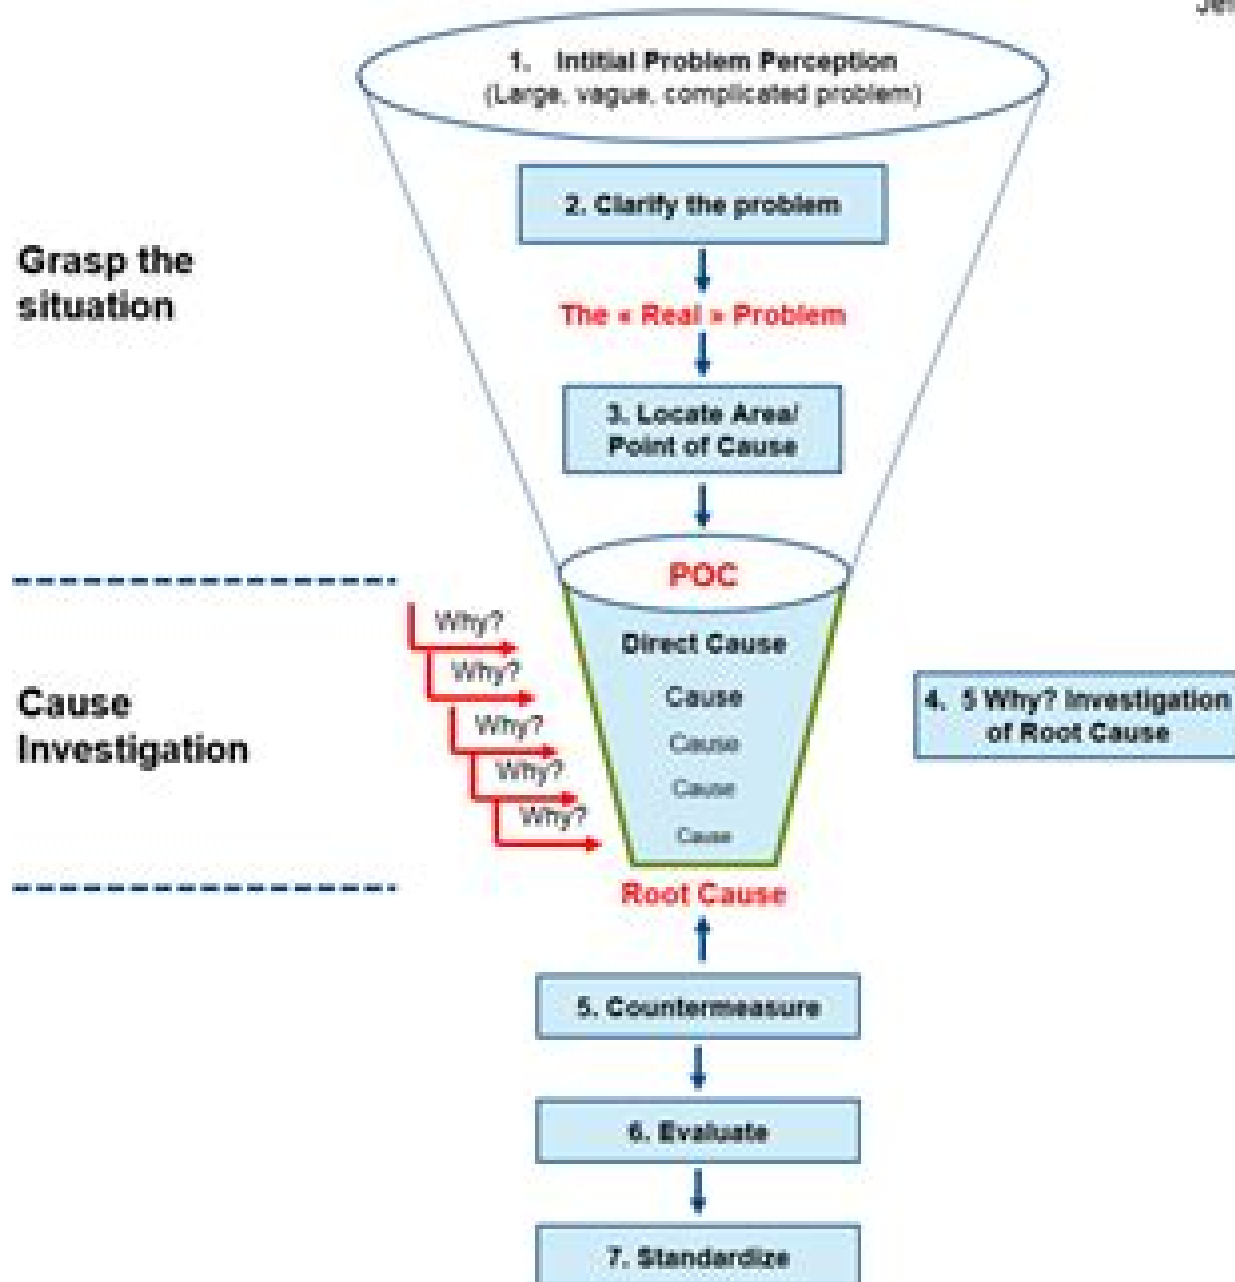 1. Intitial Problem Perception
(Large, vague, complicated problem)
2. Clarify the problem
Grasp the
situation
The « Real » Problem
3. Locate Area/
Point of Cause
POC
Why?
Direct Cause
Why?
Cause
Cause
Investigation
4. 5 Why? Investigation
of Root Cause
Why?
Cause
Why?
Cause
Why?
Cause
Root Cause
5. Countermeasure
6. Evaluate
7. Standardize